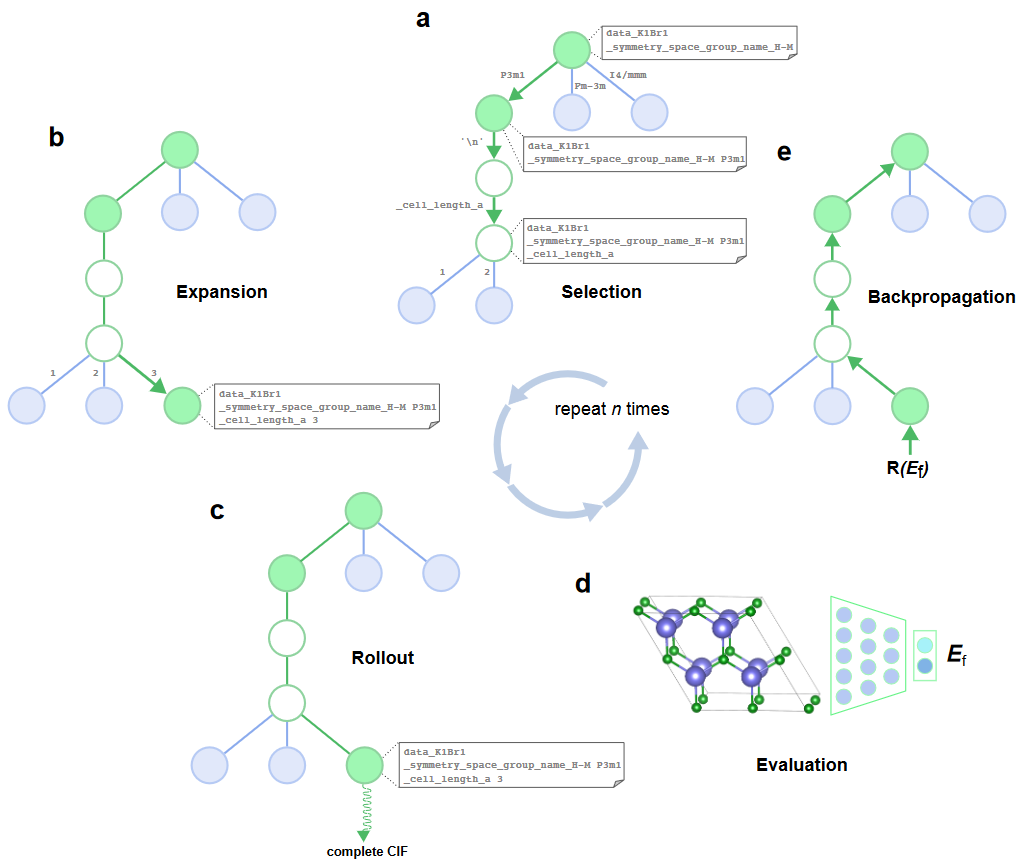 a
data_K1Br1
_symmetry_space_group_name_H-M
P3m1
Pm-3m
I4/mmm
'\n'
data_K1Br1
_symmetry_space_group_name_H-M P3m1
_cell_length_a
data_K1Br1
_symmetry_space_group_name_H-M P3m1
_cell_length_a
1
2
Selection
b
Expansion
1
2
3
data_K1Br1
_symmetry_space_group_name_H-M P3m1
_cell_length_a 3
e
Backpropagation
R(Ef)
repeat n times
c
Rollout
data_K1Br1
_symmetry_space_group_name_H-M P3m1
_cell_length_a 3
complete CIF
d
Ef
Evaluation